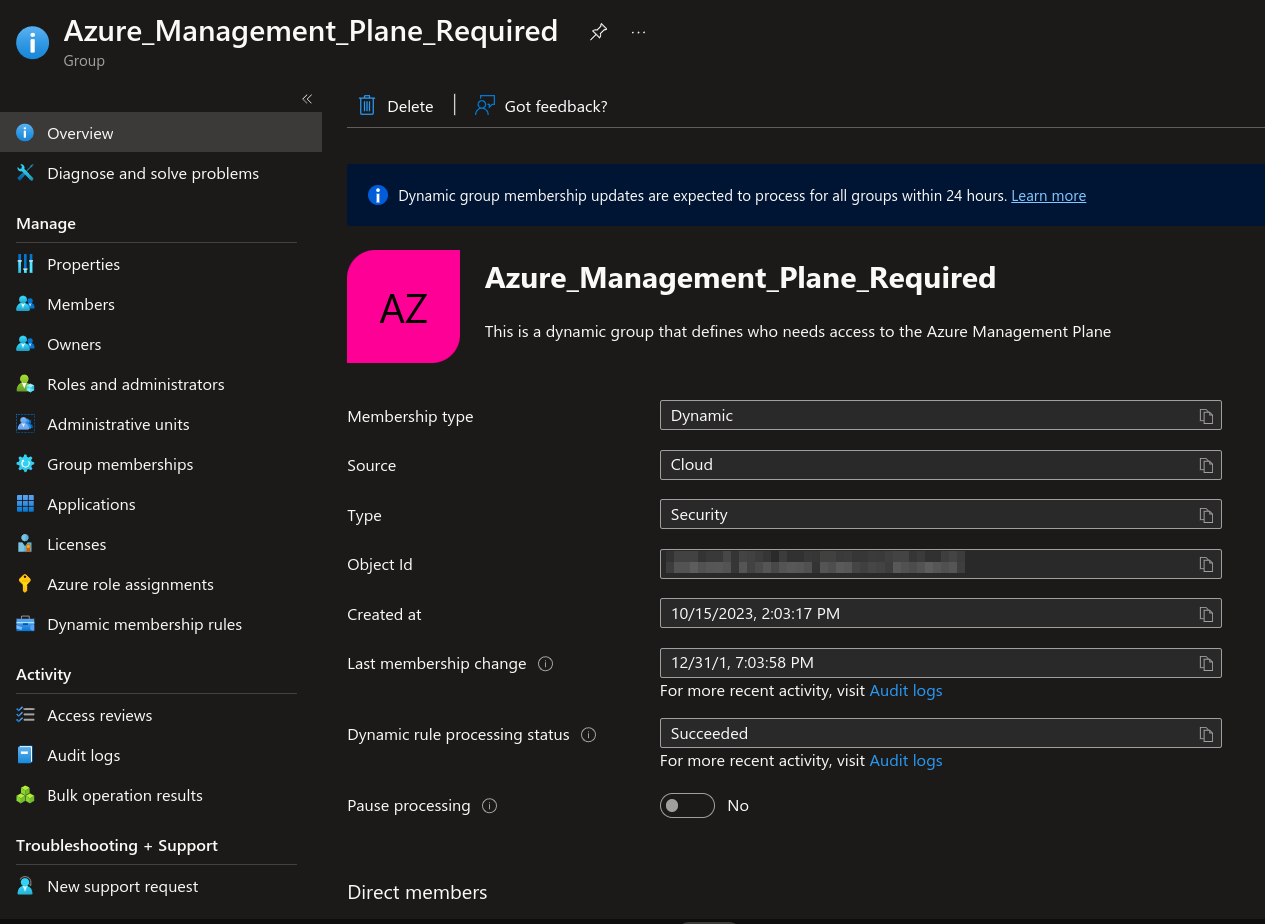 Azure_Management_Plane_Required
Group
Overview
Diagnose and solve problems
Manage
Properties
Members
Owners
Roles and administrators
Administrative units
Group memberships
Applications
Licenses
Azure role assignments
Dynamic membership rules
Activity
Access reviews
Audit logs
Bulk operation results
Troubleshooting + Support
New support request
Delete | Got feedback?
Dynamic group membership updates are expected to process for all groups within 24 hours. Learn more
AZ
Azure_Management_Plane_Required
This is a dynamic group that defines who needs access to the Azure Management Plane
Membership type Dynamic
Source Cloud
Type Security
Object Id
Created at 10/15/2023, 2:03:17 PM
Last membership change 12/31/1, 7:03:58 PM
For more recent activity, visit Audit logs
Dynamic rule processing status Succeeded
For more recent activity, visit Audit logs
Pause processing No
Direct members